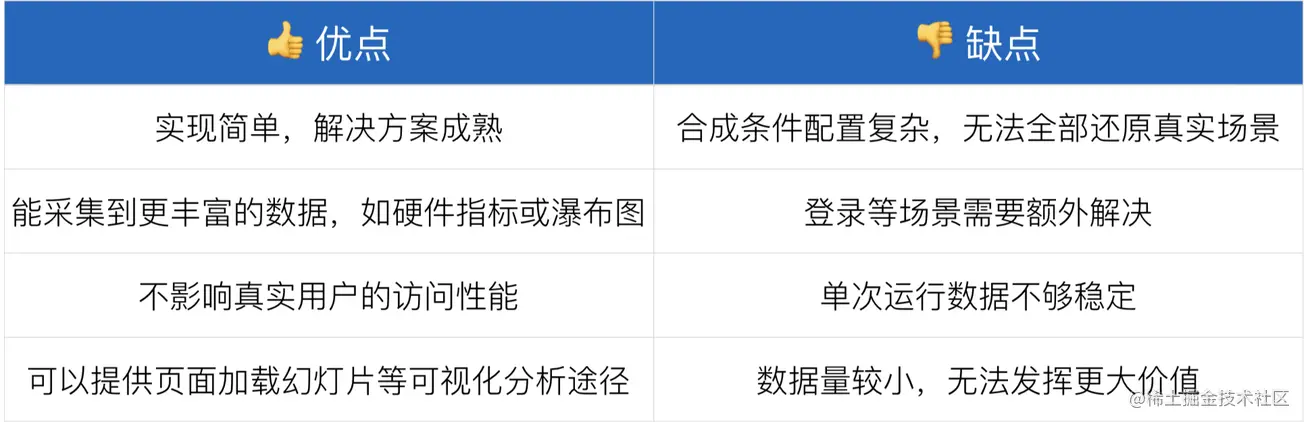 👍 优点 👎 缺点
实现简单，解决方案成熟 合成条件配置复杂，无法全部还原真实场景
能采集到更丰富的数据，如硬件指标或瀑布图 登录等场景需要额外解决
不影响真实用户的访问性能 单次运行数据不够稳定
可以提供页面加载幻灯片等可视化分析途径 数据量较小，无法发挥更大价值
@稀土掘金技术社区